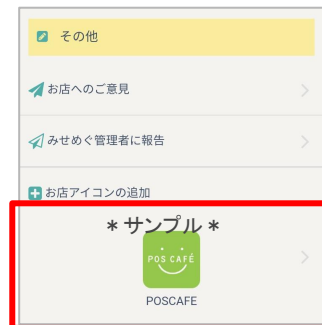 その他
お店へのご意見
みせめぐ管理者に報告
お店アイコンの追加
＊サンプル＊
POS CAFÉ
POSCAFE